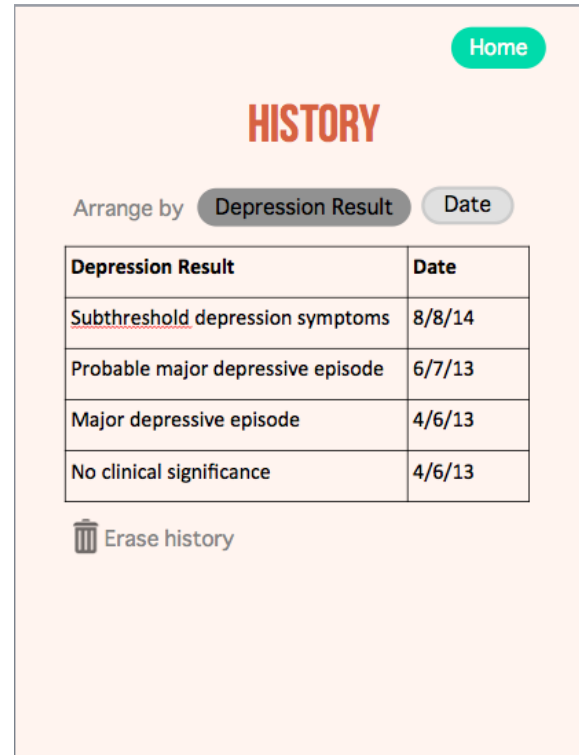 Home
HISTORY
Arrange by Depression Result Date
Depression Result Date
Subthreshold depression symptoms 8/8/14
Probable major depressive episode 6/7/13
Major depressive episode 4/6/13
No clinical significance 4/6/13
Erase history